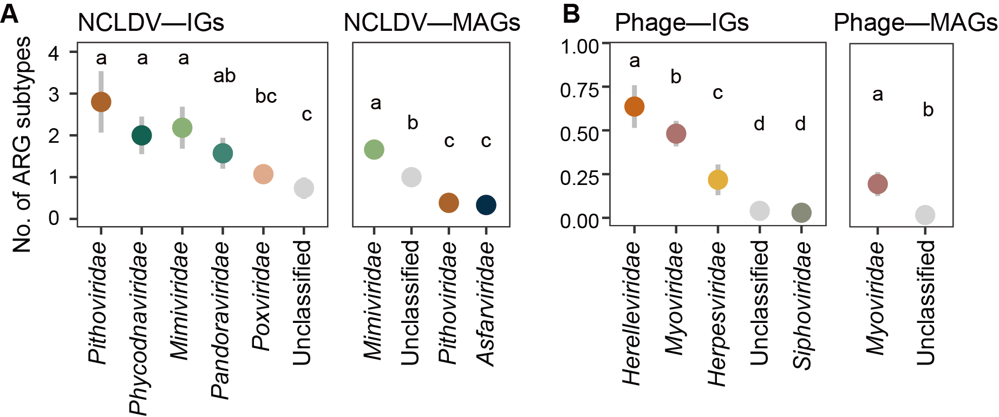 A
NCLDV—IGs
NCLDV—MAGs
No. of ARG subtypes
4
3
2
1
0
a
a
a
ab
bc
c
Pithoviridae
Phycodnaviridae
Mimiviridae
Pandoraviridae
Poxviridae
Unclassified
a
b
c
c
Mimiviridae
Unclassified
Pithoviridae
Asfarviridae
B
Phage—IGs
Phage—MAGs
1.00
0.75
0.50
0.25
0.00
a
b
c
d
d
Herelleviridae
Myoviridae
Herpesviridae
Unclassified
Siphoviridae
a
b
Myoviridae
Unclassified